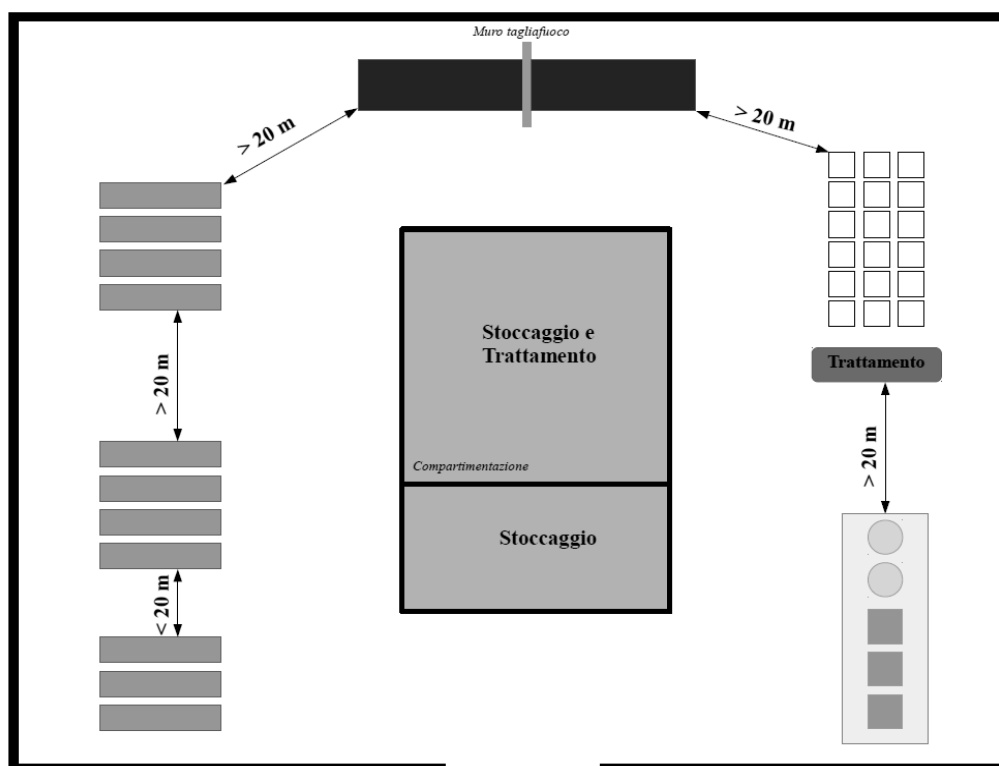 Muro tagliafuoco
> 20 m
> 20 m
Stoccaggio e
Trattamento
Trattamento
> 20 m
> 20 m
Compartimentazione
Stoccaggio
< 20 m